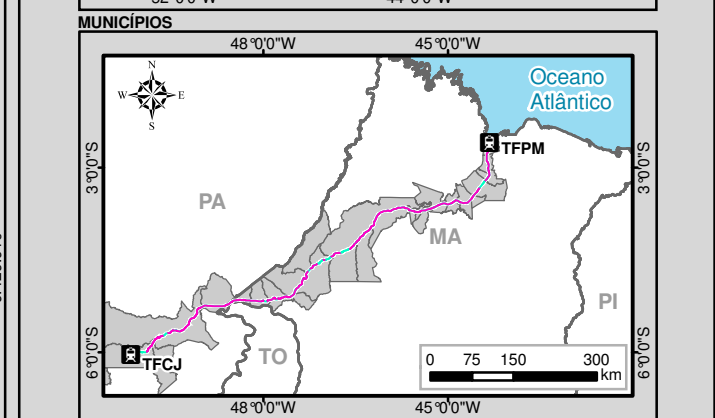 MUNICÍPIOS
48°0'0"W 45°0'0"W
N
W E
S
Oceano
Atlântico
TFPM
3°0'0"S 3°0'0"S
PA
MA
PI
TO
TFCJ
6°0'0"S 6°0'0"S
0 75 150 300
km
48°0'0"W 45°0'0"W